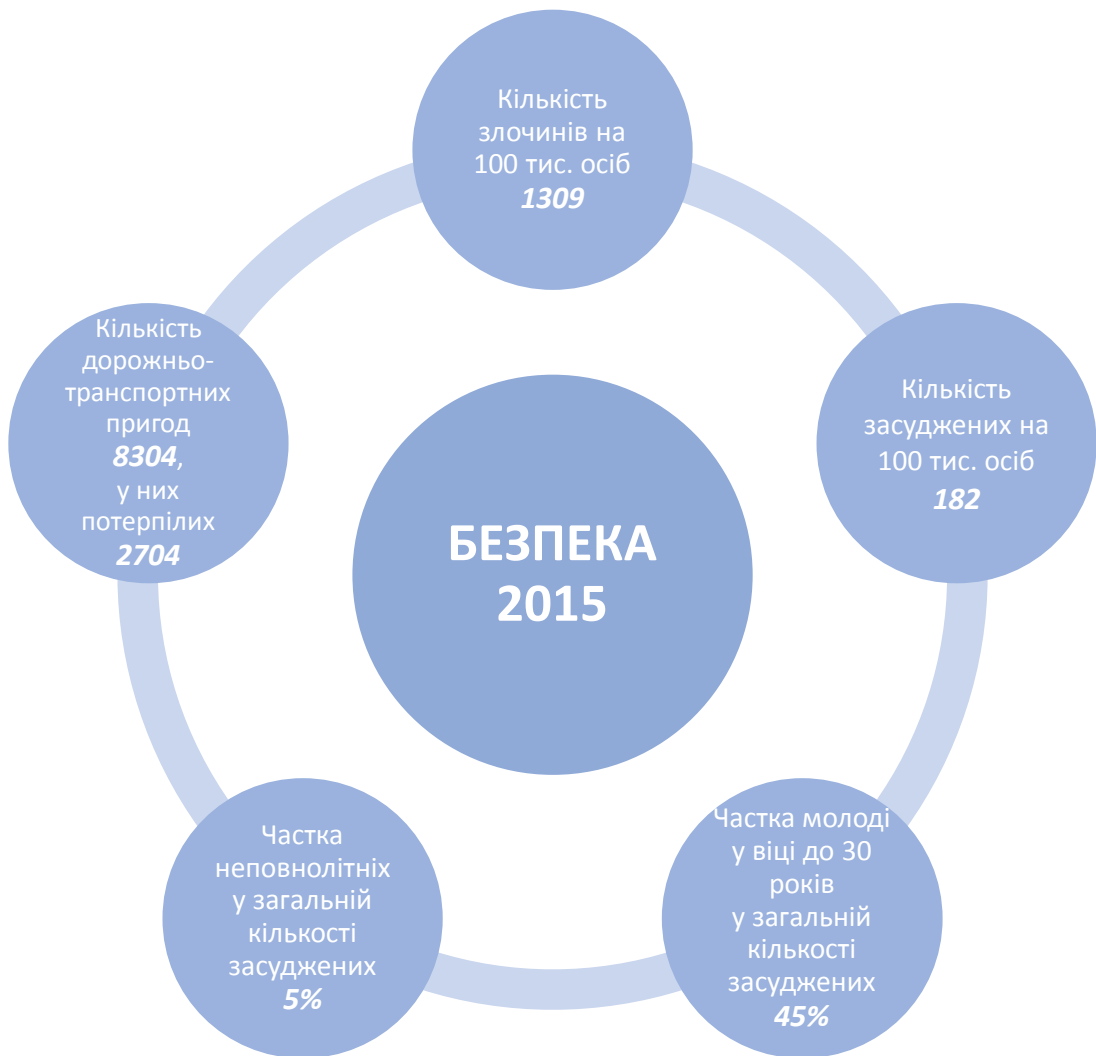 Кількість
злочинів на
100 тис. осіб
1309
Кількість
засуджених на
100 тис. осіб
182
Частка молоді
у віці до 30
років
у загальній
кількості
засуджених
45%
Частка
неповнолітніх
у загальній
кількості
засуджених
5%
Кількість
дорожньо-
транспортних
пригод
8304,
у них
потерпілих
2704
БЕЗПЕКА
2015